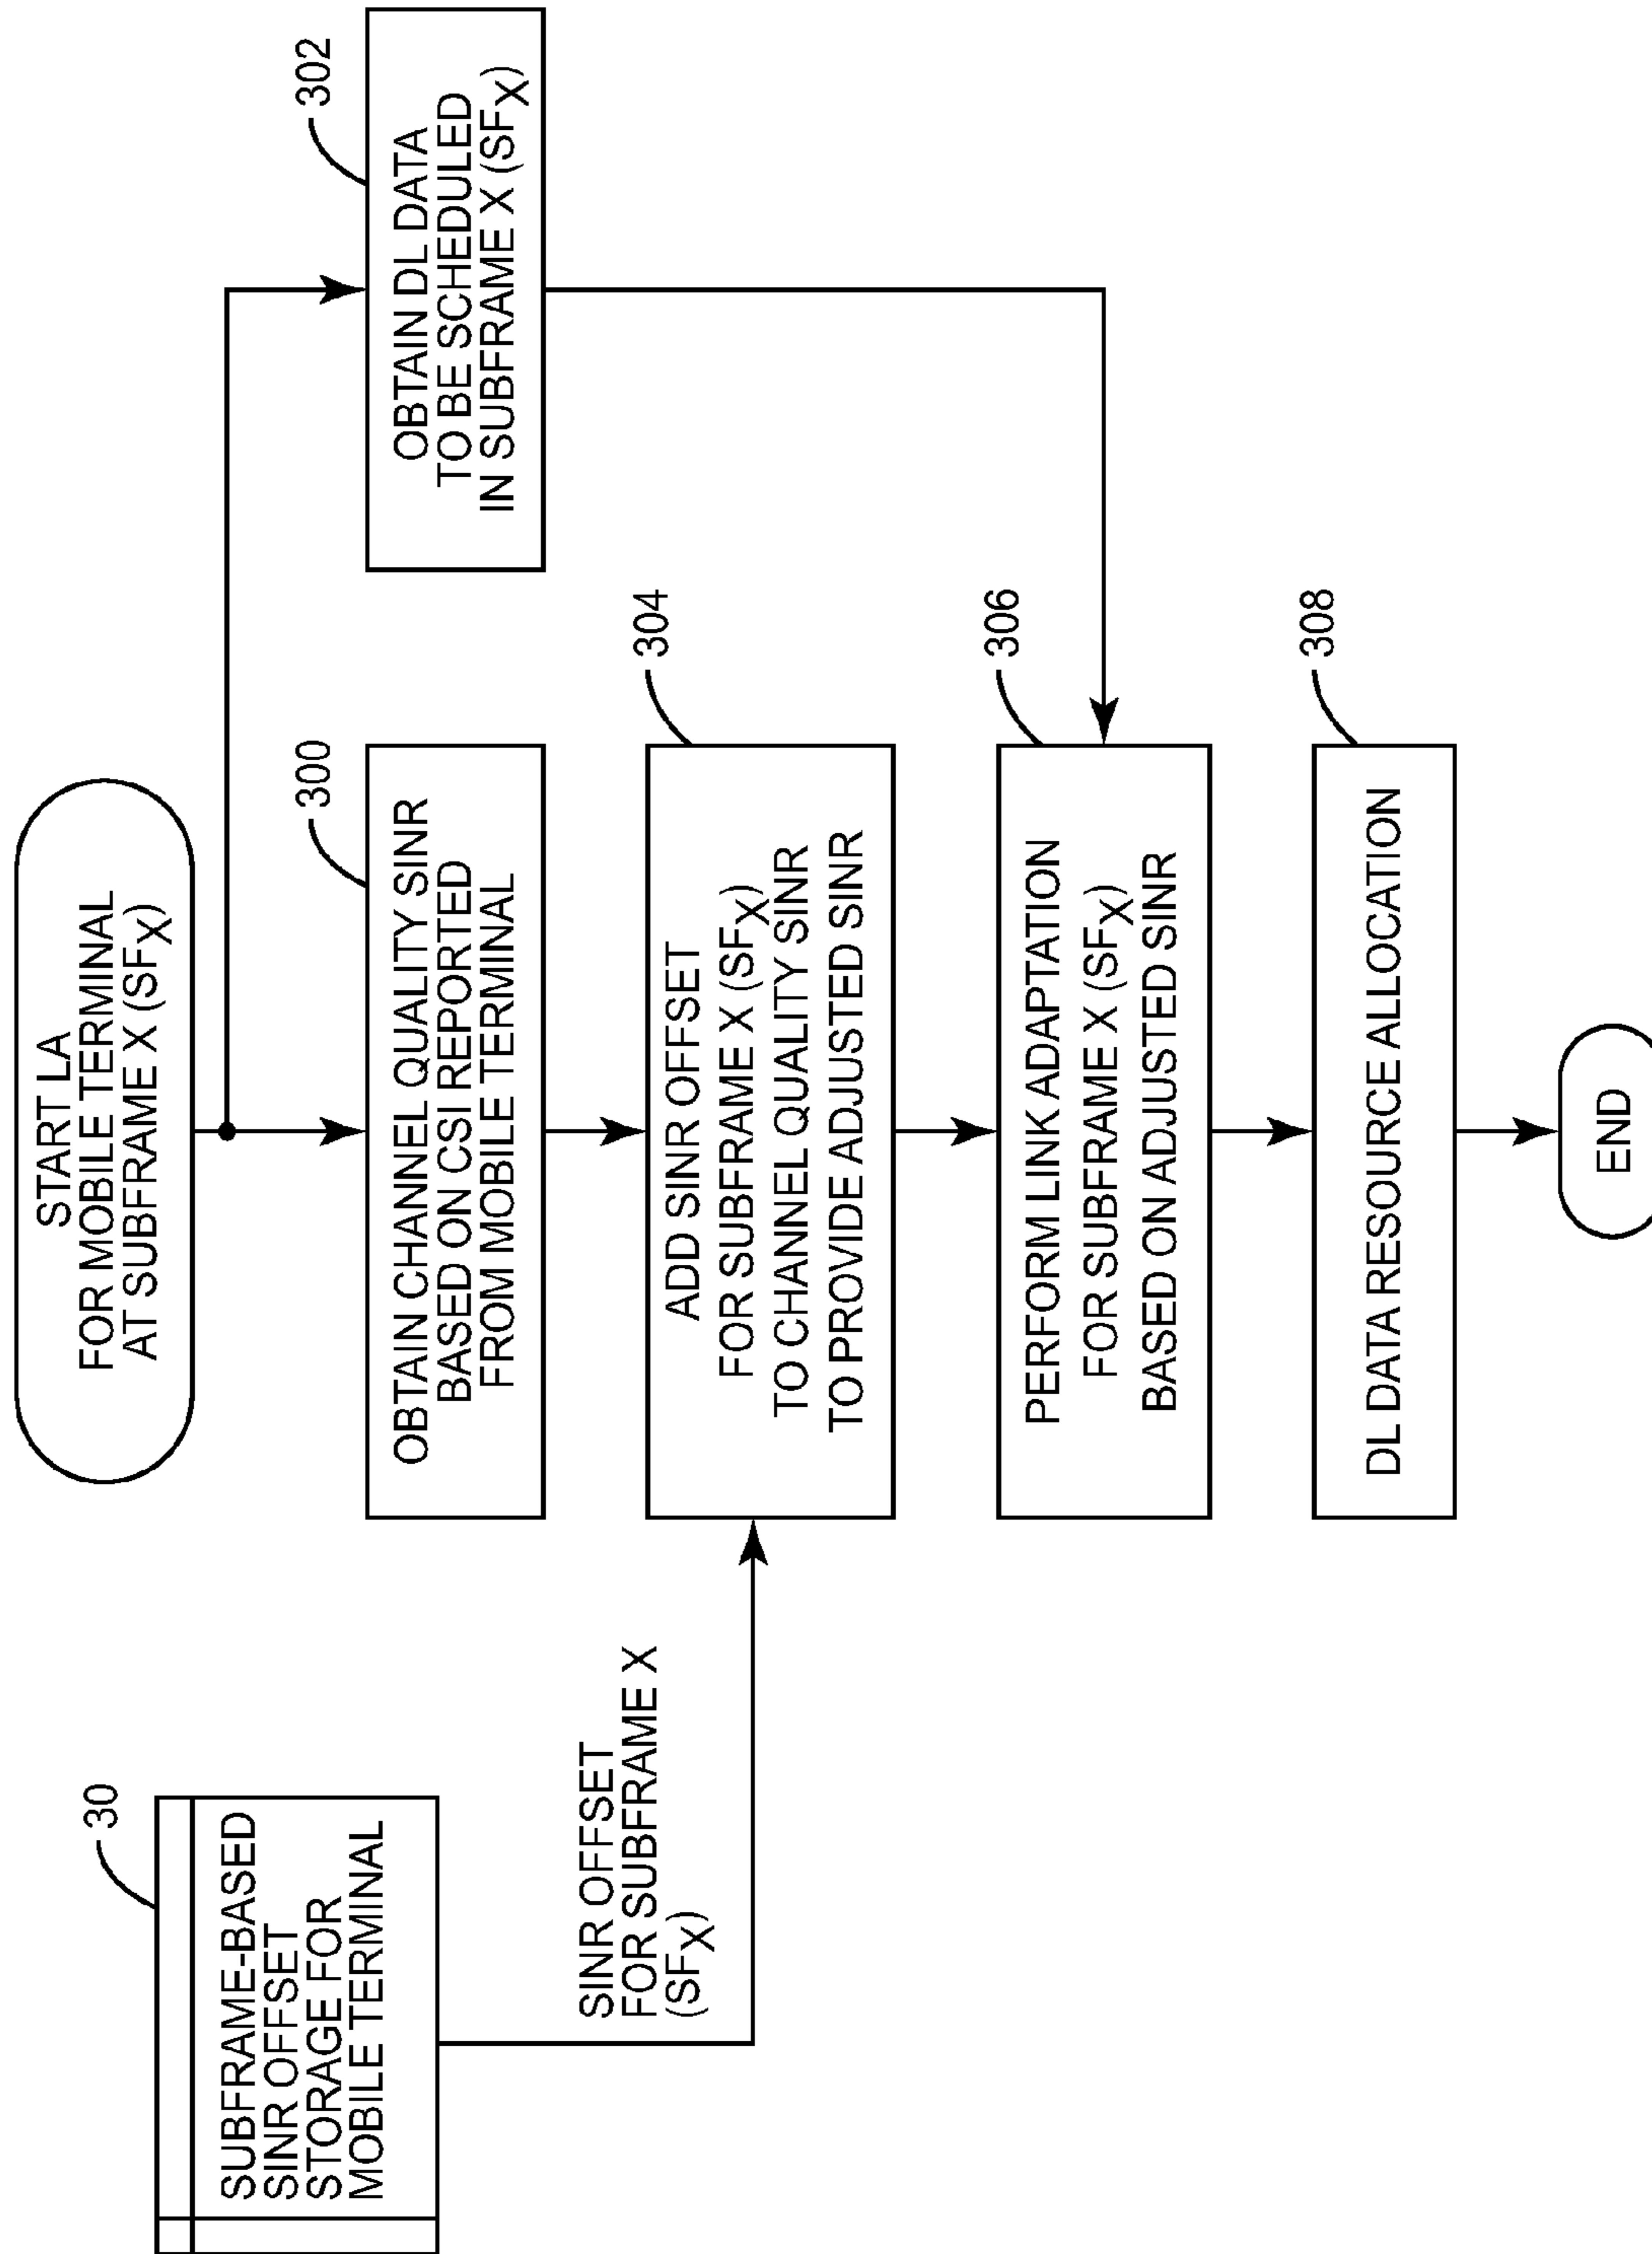 START LA
FOR MOBILE TERMINAL
AT SUBFRAME X (SFX)
30
SUBFRAME-BASED
SINR OFFSET
STORAGE FOR
MOBILE TERMINAL
300
OBTAIN CHANNEL QUALITY SINR
BASED ON CSI REPORTED
FROM MOBILE TERMINAL
302
OBTAIN DL DATA
TO BE SCHEDULED
IN SUBFRAME X (SFX)
SINR OFFSET
FOR SUBFRAME X
(SFX)
304
ADD SINR OFFSET
FOR SUBFRAME X (SFX)
TO CHANNEL QUALITY SINR
TO PROVIDE ADJUSTED SINR
306
PERFORM LINK ADAPTATION
FOR SUBFRAME X (SFX)
BASED ON ADJUSTED SINR
308
DL DATA RESOURCE ALLOCATION
END